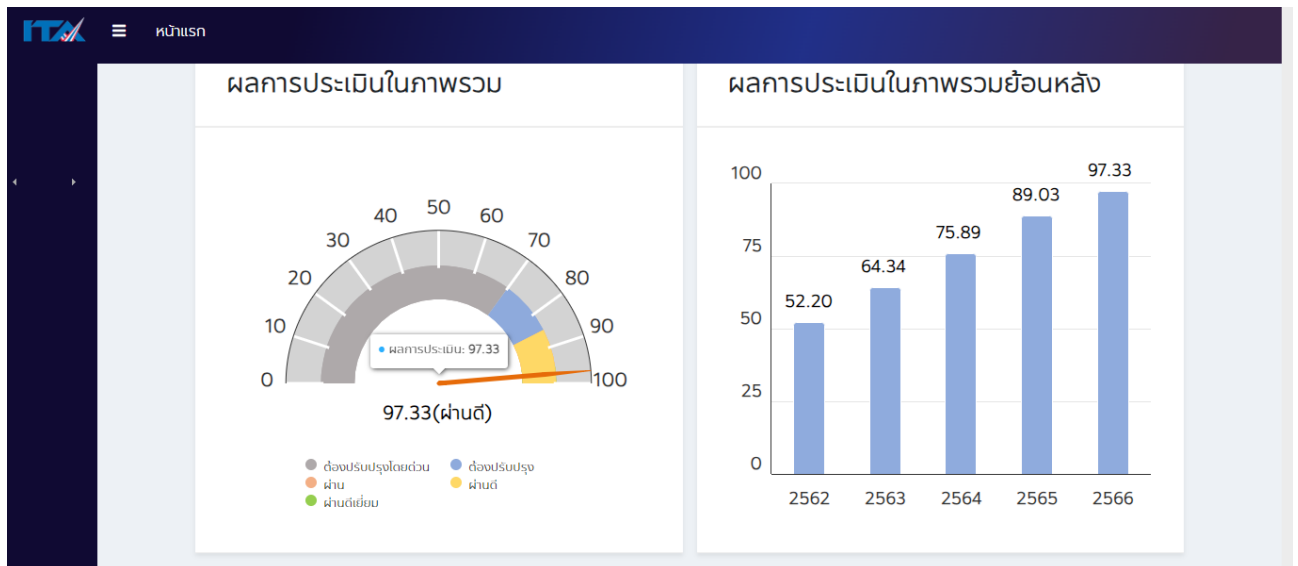 ITA หน้าแรก
ผลการประเมินในภาพรวม
0
10
20
30
40
50
60
70
80
90
100
ผลการประเมิน: 97.33
97.33(ผ่านดี)
ต้องปรับปรุงโดยด่วน ต้องปรับปรุง
ผ่าน ผ่านดี
ผ่านดีเยี่ยม
ผลการประเมินในภาพรวมย้อนหลัง
100
75
50
25
0
52.20
64.34
75.89
89.03
97.33
2562 2563 2564 2565 2566